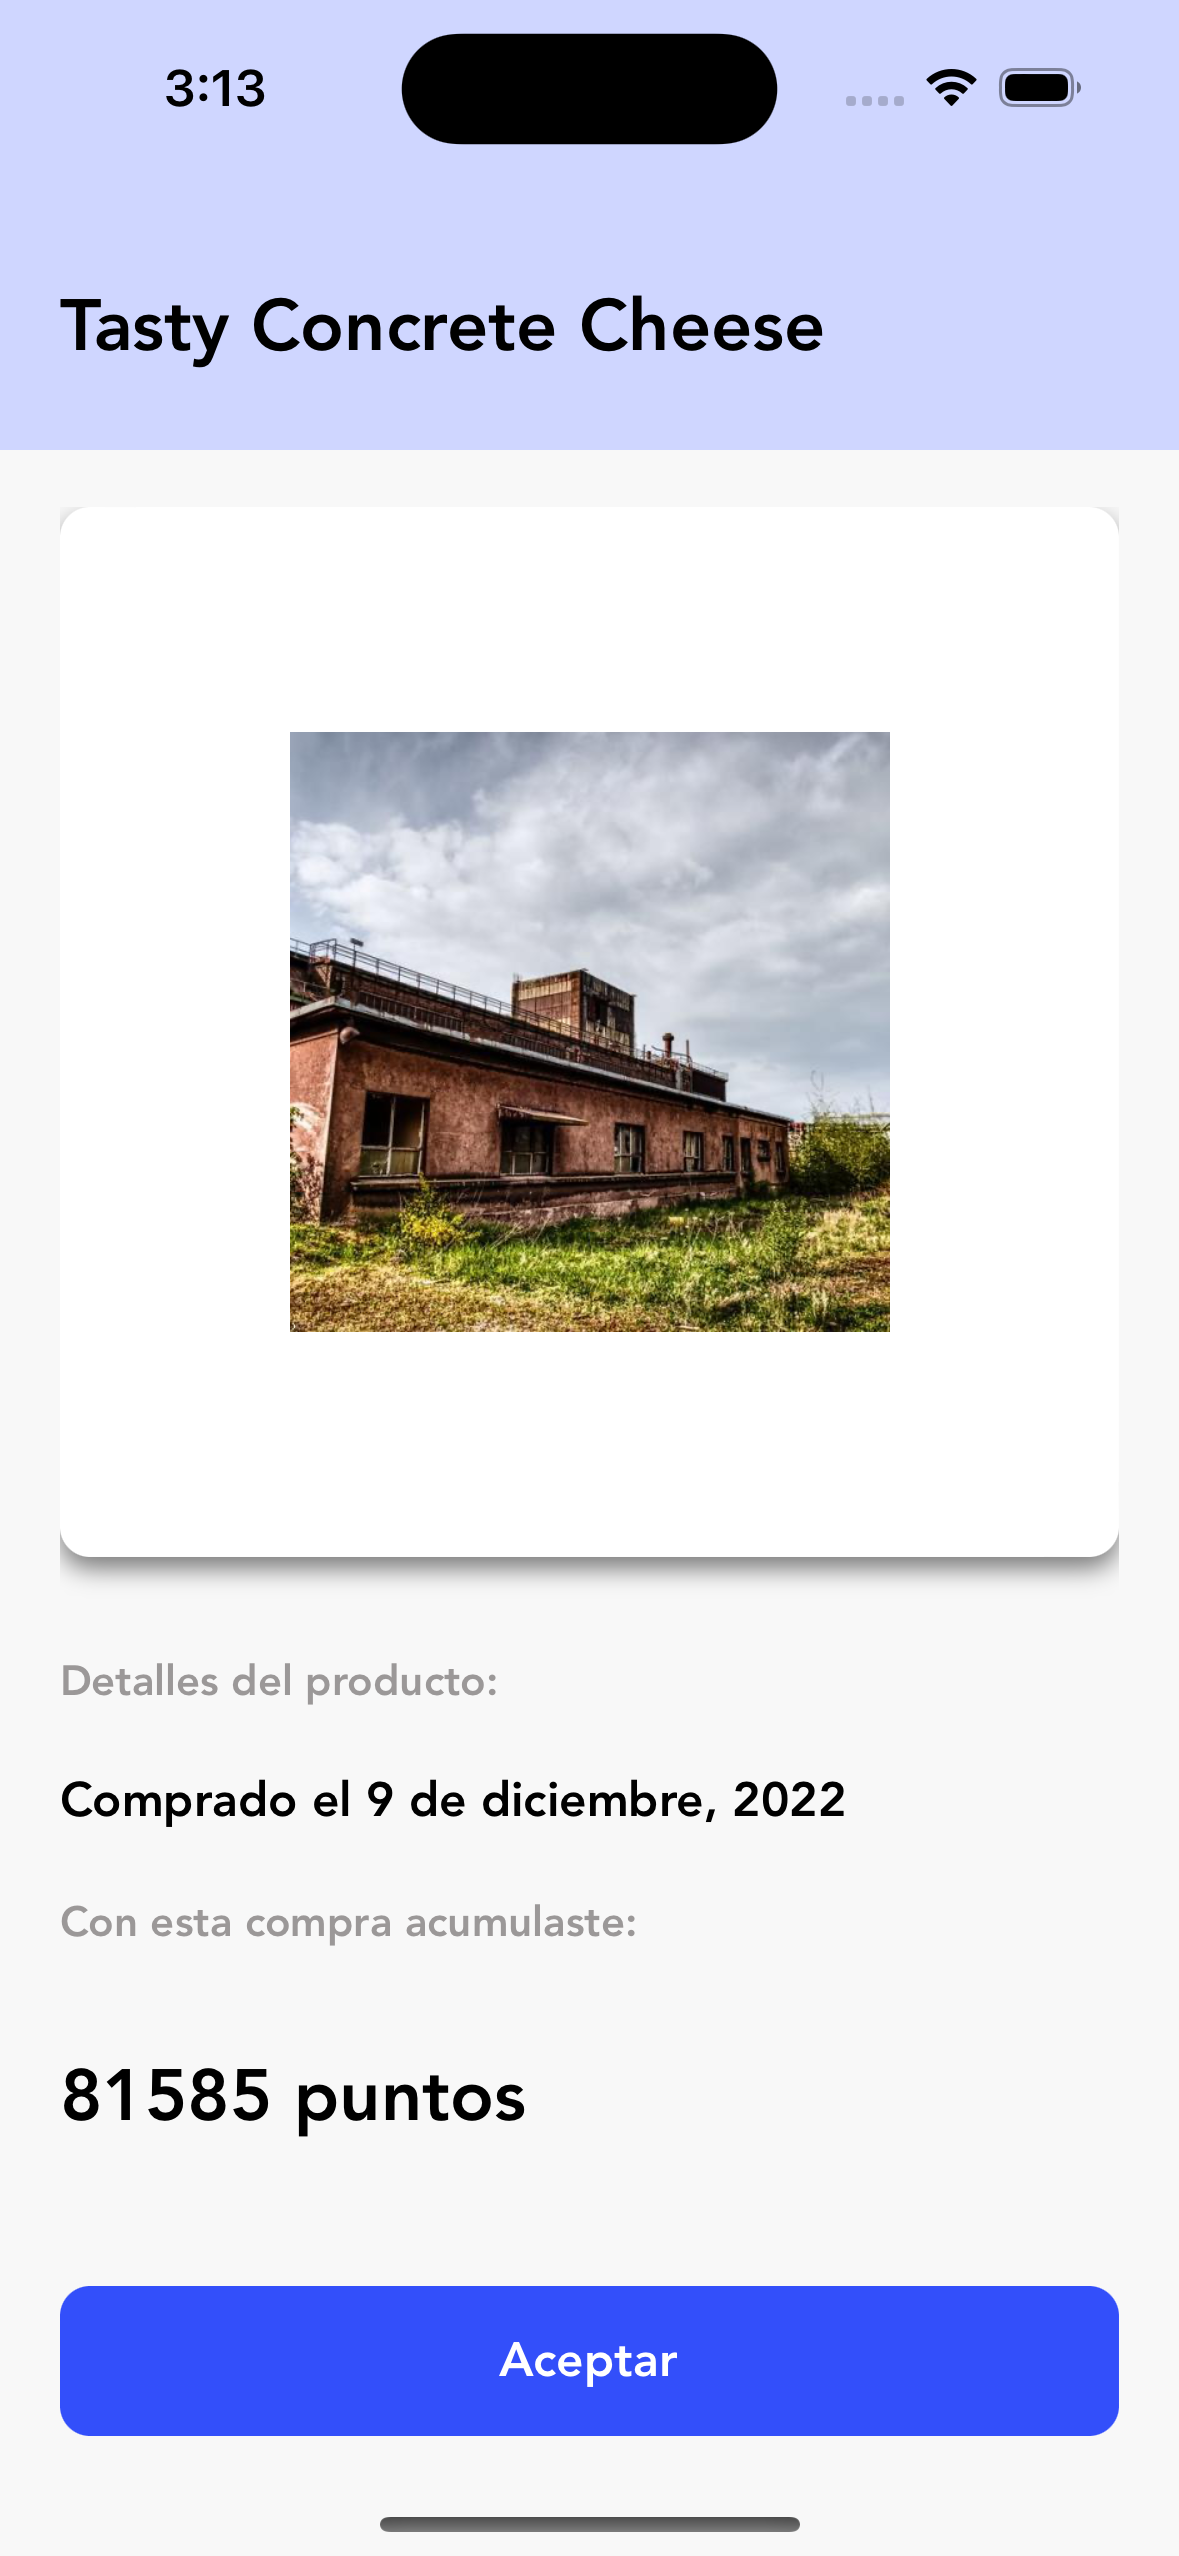 3:13
Tasty Concrete Cheese
Detalles del producto:
Comprado el 9 de diciembre, 2022
Con esta compra acumulaste:
81585 puntos
Aceptar